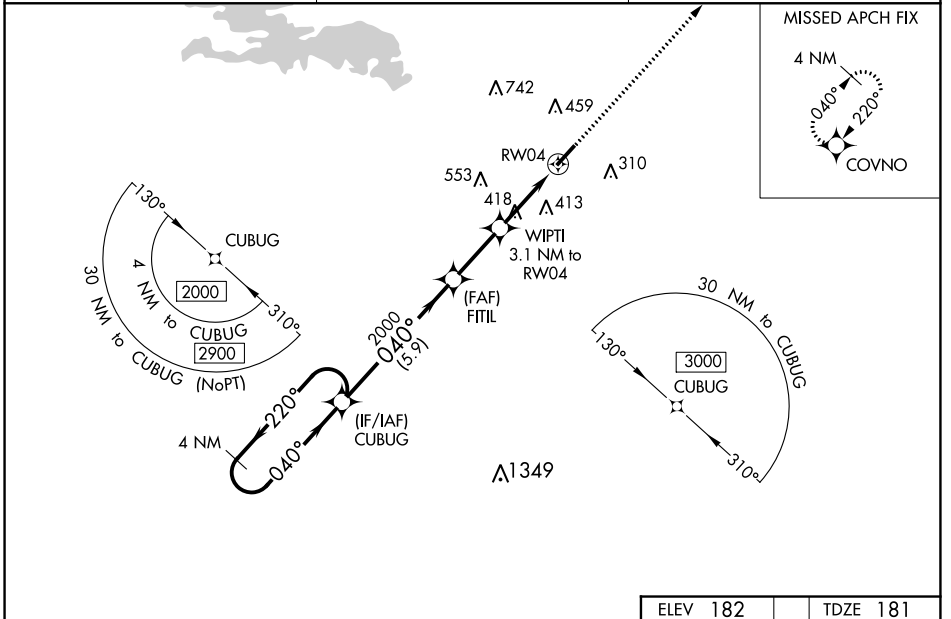 MISSED APCH FIX
4 NM
040°
220°
COVNO
742
459
RW04
310
553
418
413
WIPTI
3.1 NM to
RW04
(FAF)
FITIL
2000
040°
(5.9)
(IF/IAF)
CUBUG
220°
040°
4 NM
1349
130°
CUBUG
2000
4 NM to CUBUG
310°
2900
30 NM to CUBUG (NoPT)
30 NM to CUBUG
130°
3000
CUBUG
310°
ELEV 182 TDZE 181